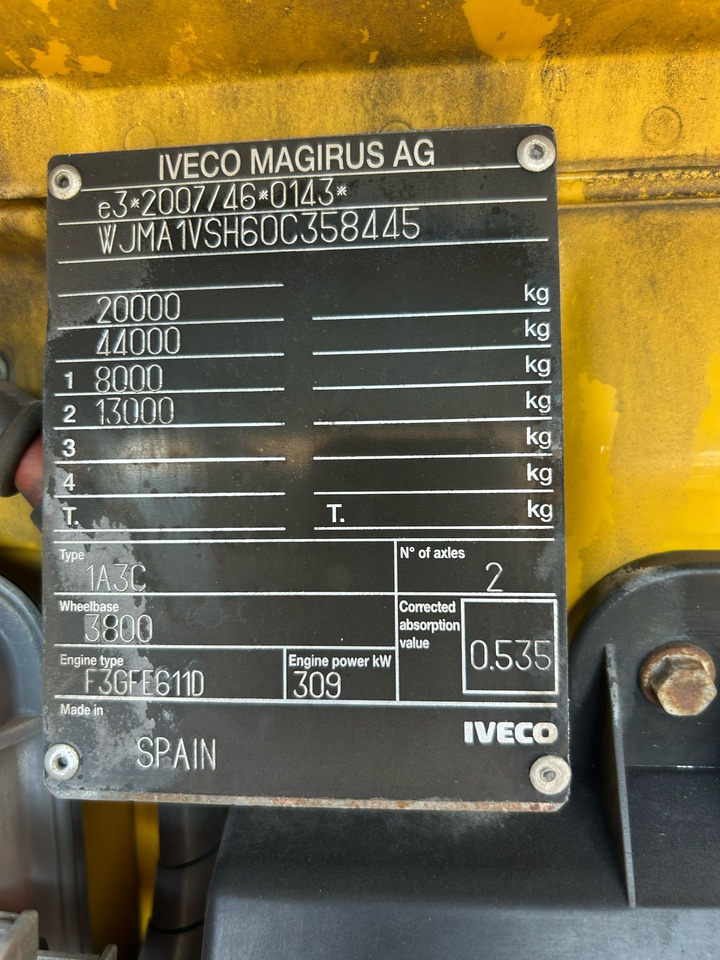 IVECO MAGIRUS AG
e3*2007/46*0143*
WJMA1VSH60C358445
20000 kg
44000 kg
1 8000 kg
2 13000 kg
3 kg
4 kg
T. T. kg
Type N° of axles
1A3C 2
Wheelbase Corrected absorption value
3800 0.535
Engine type Engine power kW
F3GFE611D 309
Made in
IVECO
SPAIN